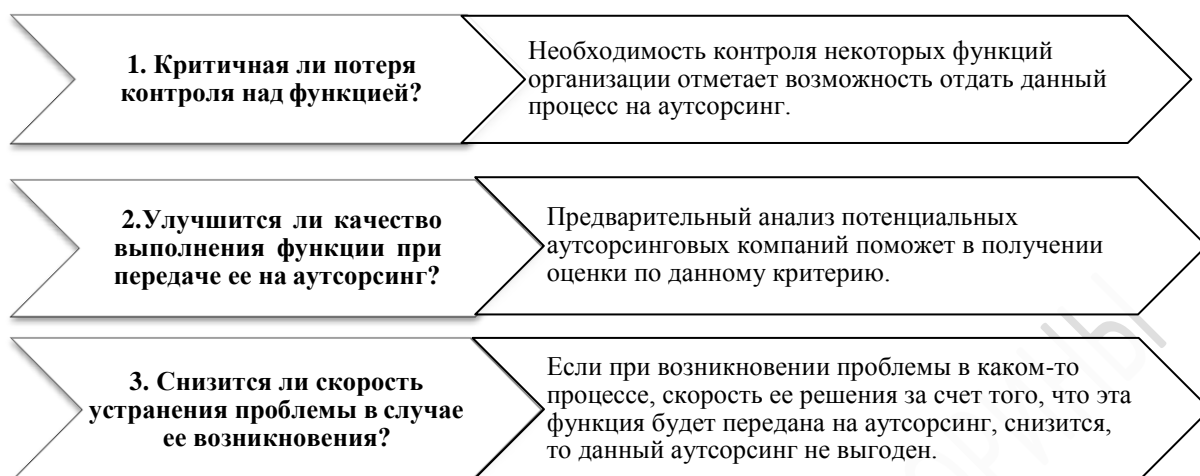 1. Критичная ли потеря
контроля над функцией?
Необходимость контроля некоторых функций
организации отметает возможность отдать данный
процесс на аутсорсинг.
2.Улучшится ли качество
выполнения функции при
передаче ее на аутсорсинг?
Предварительный анализ потенциальных
аутсорсинговых компаний поможет в получении
оценки по данному критерию.
3. Снизится ли скорость
устранения проблемы в случае
ее возникновения?
Если при возникновении проблемы в каком-то
процессе, скорость ее решения за счет того, что эта
функция будет передана на аутсорсинг, снизится,
то данный аутсорсинг не выгоден.